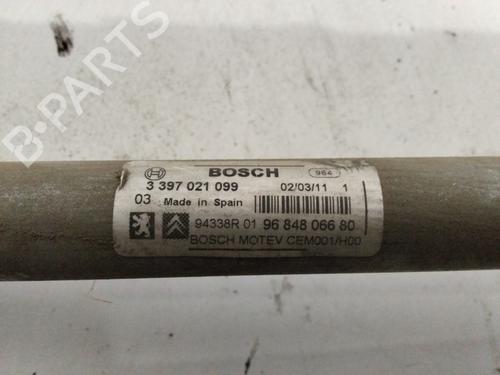 BOSCH
964
3 397 021 099
02/03/11 1
03 Made in Spain
94338R 01 96 848 066 80
BOSCH MOTEV CEM001/H00
B-PARTS